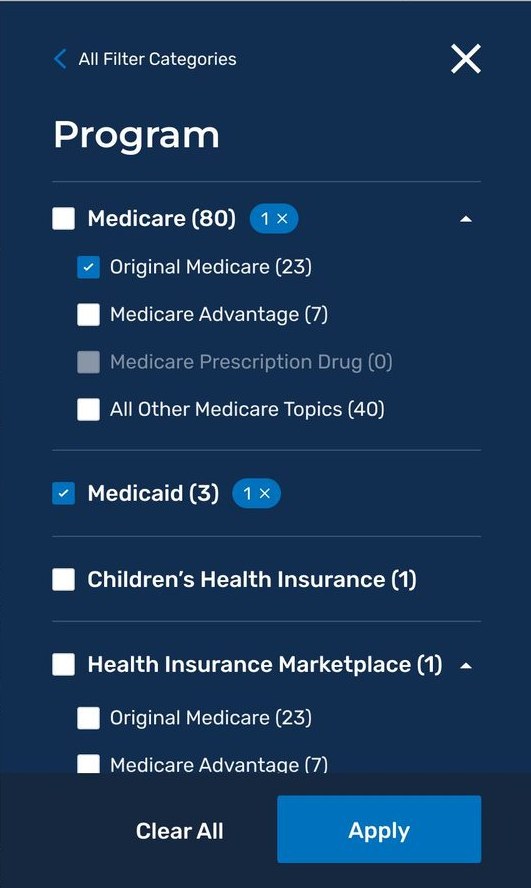 All Filter Categories
Program
Medicare (80) 1 ×
Original Medicare (23)
Medicare Advantage (7)
Medicare Prescription Drug (0)
All Other Medicare Topics (40)
Medicaid (3) 1 ×
Children’s Health Insurance (1)
Health Insurance Marketplace (1)
Original Medicare (23)
Medicare Advantage (7)
Clear All Apply